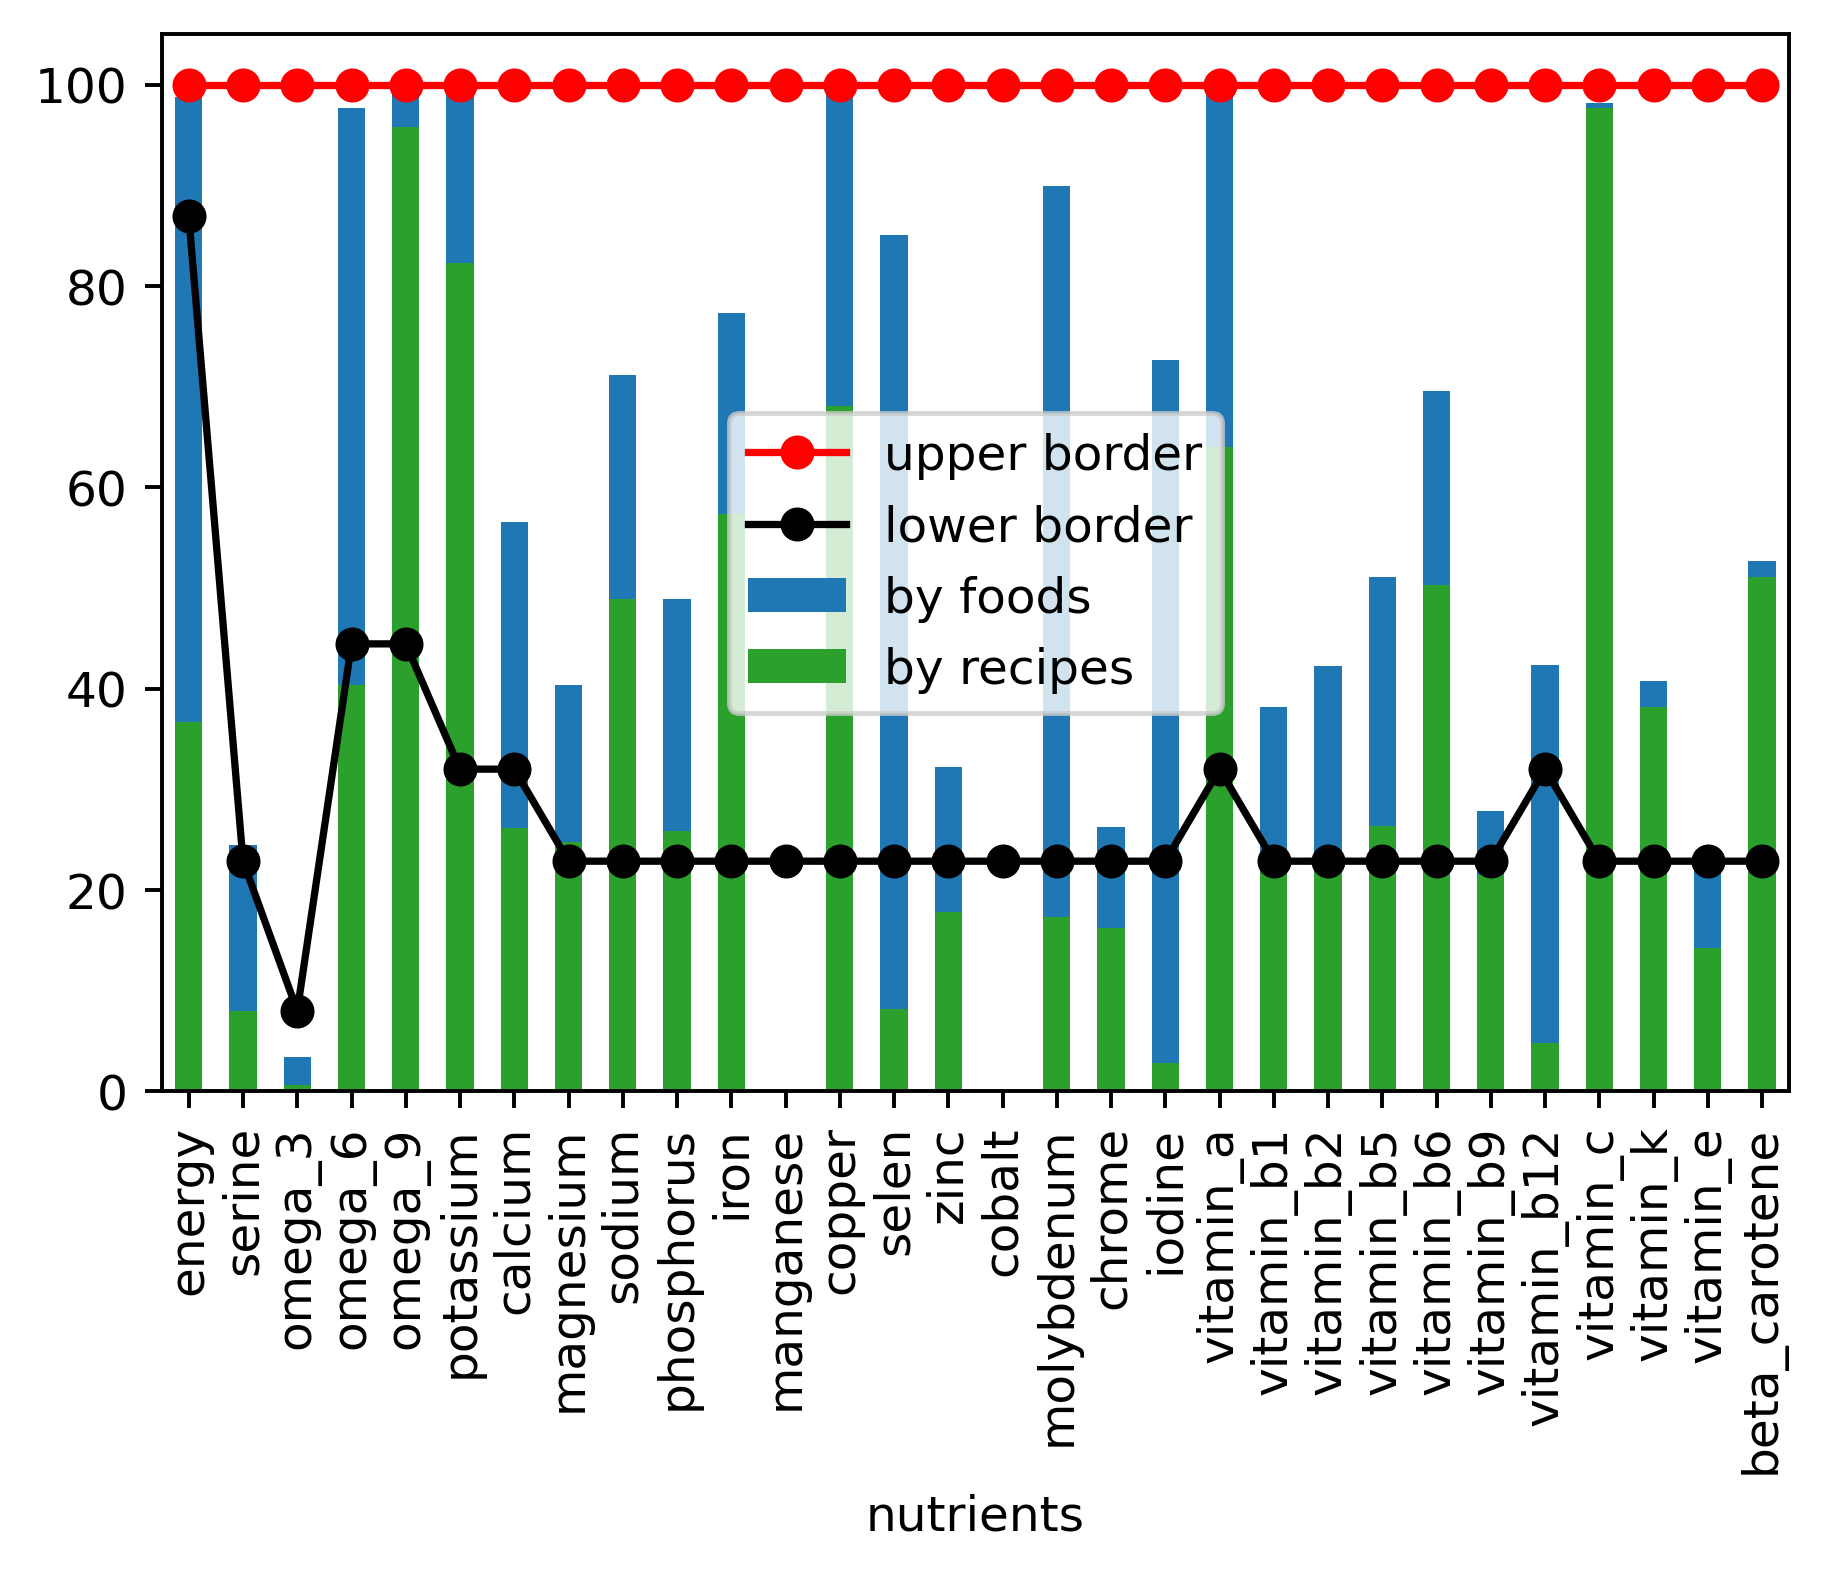 100
80
60
40
20
0
upper border
lower border
by foods
by recipes
energy
serine
omega_3
omega_6
omega_9
potassium
calcium
magnesium
sodium
phosphorus
iron
manganese
copper
selen
zinc
cobalt
molybdenum
chrome
iodine
vitamin_a
vitamin_b1
vitamin_b2
vitamin_b5
vitamin_b6
vitamin_b9
vitamin_b12
vitamin_c
vitamin_k
vitamin_e
beta_carotene
nutrients